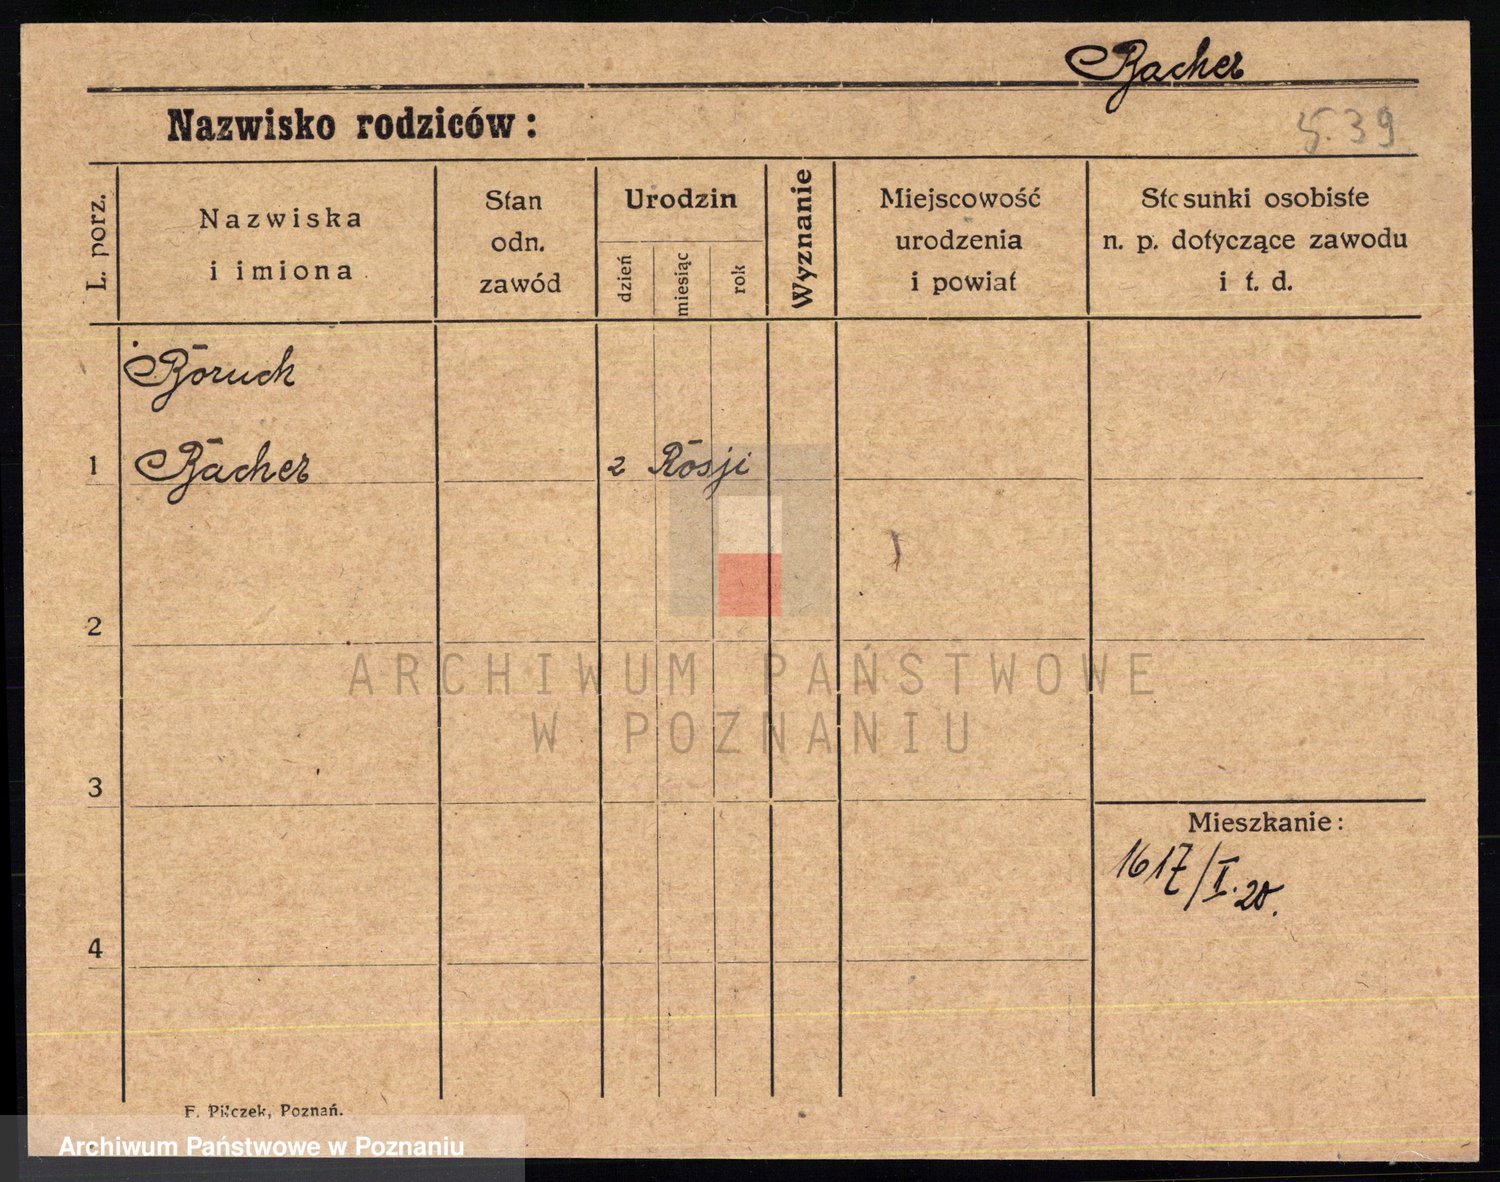 Bacher
Nazwisko rodziców:
5.39
L. porz.
Nazwiska
i imiona
Stan
odn.
zawód
Urodzin
dzień
miesiąc
rok
Wyznanie
Miejscowość
urodzenia
i powiat
Stosunki osobiste
n. p. dotyczące zawodu
i t. d.
Boruch
1 Bacher z Rosji
2
3
4
Mieszkanie:
1617/I.20.
ARCHIWUM PAŃSTWOWE
W POZNANIU
F. Pilczek, Poznań.
Archiwum Państwowe w Poznaniu